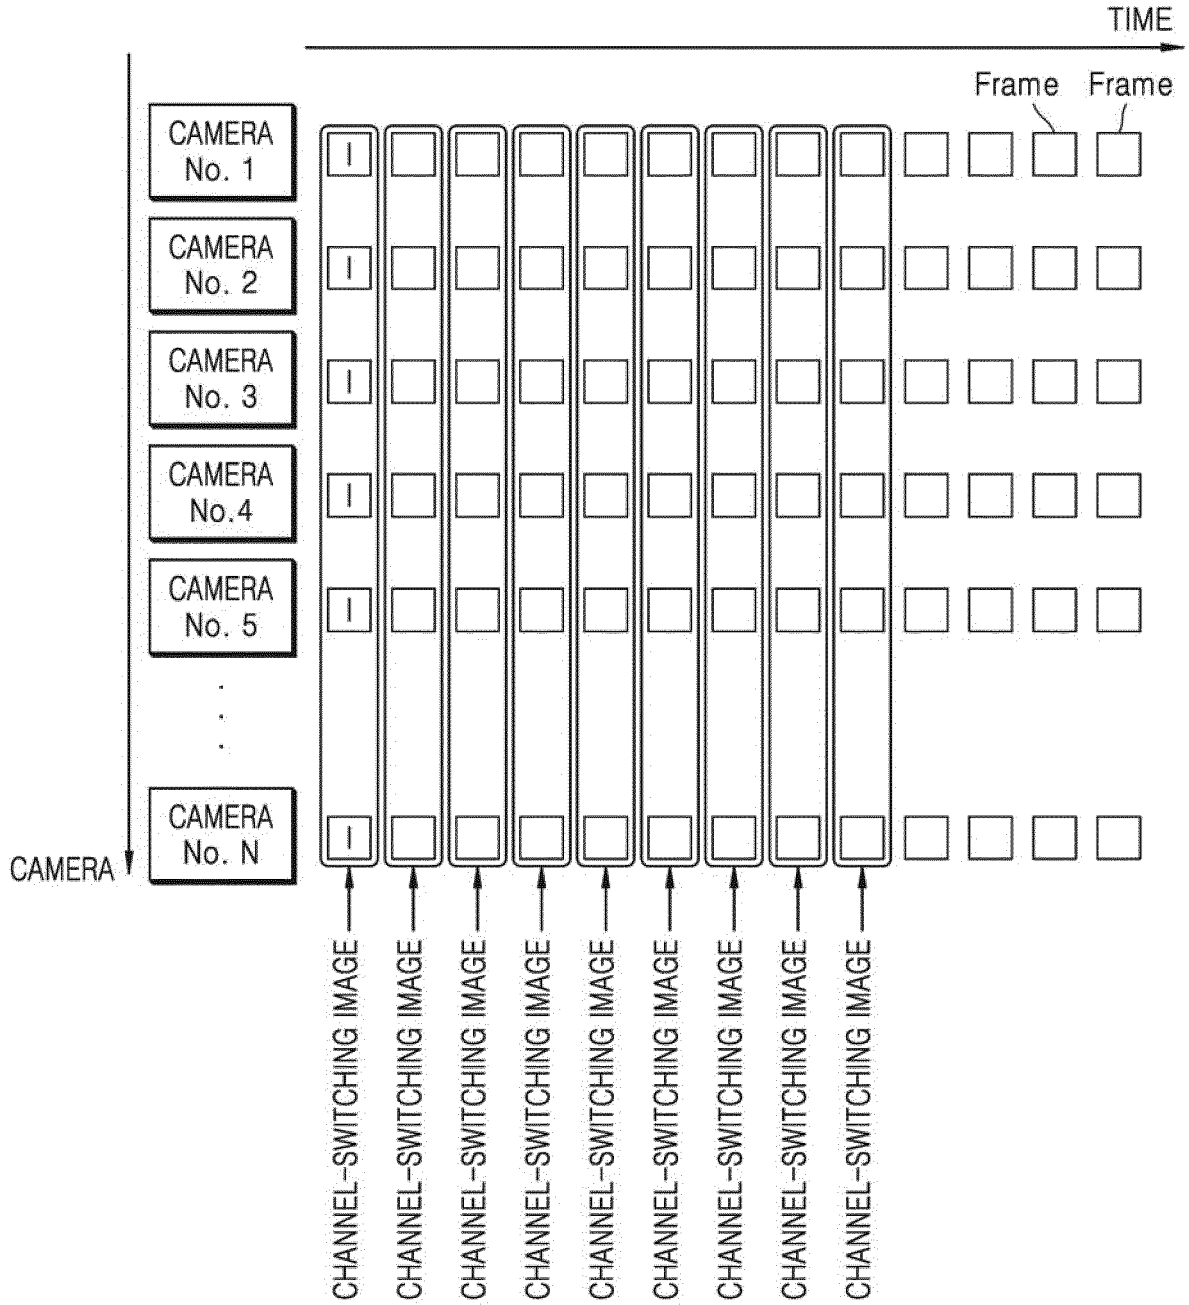 TIME
Frame Frame
CAMERA
No. 1
I
CAMERA
No. 2
I
CAMERA
No. 3
I
CAMERA
No.4
I
CAMERA
No. 5
I
CAMERA
No. N
I
CAMERA
CHANNEL-SWITCHING IMAGE
CHANNEL-SWITCHING IMAGE
CHANNEL-SWITCHING IMAGE
CHANNEL-SWITCHING IMAGE
CHANNEL-SWITCHING IMAGE
CHANNEL-SWITCHING IMAGE
CHANNEL-SWITCHING IMAGE
CHANNEL-SWITCHING IMAGE
CHANNEL-SWITCHING IMAGE